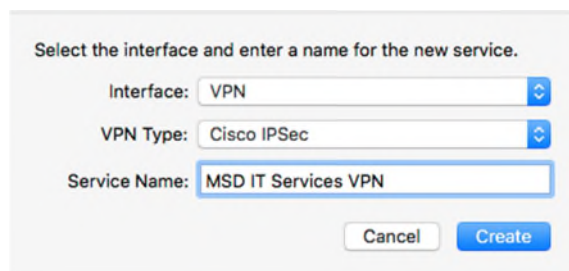 Select the interface and enter a name for the new service.
Interface: VPN
VPN Type: Cisco IPSec
Service Name: MSD IT Services VPN
Cancel Create